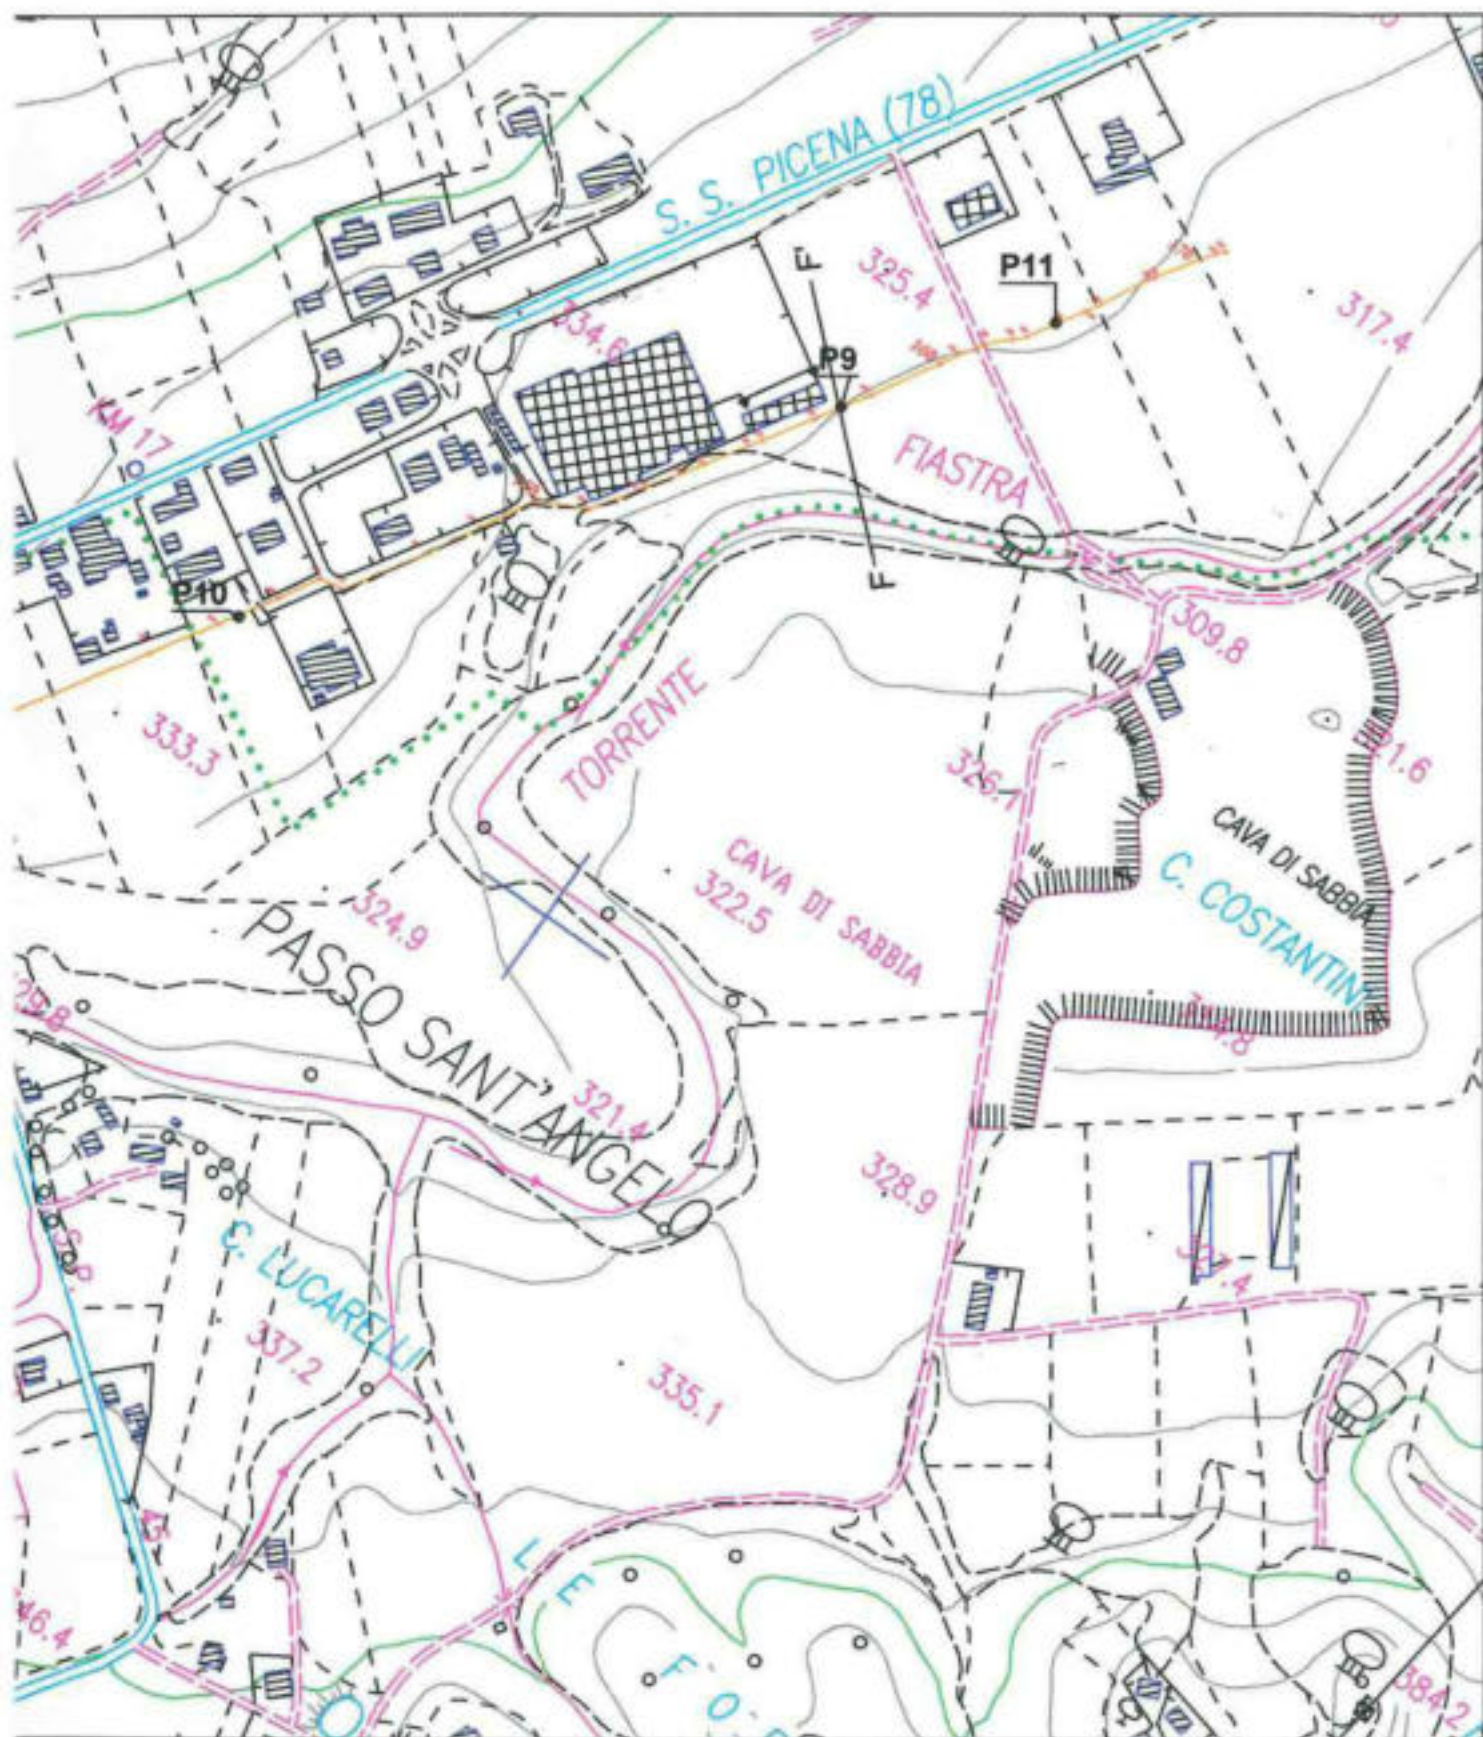 S. S. PICENA (78)
F'
325.4
P11
317.4
334.6
P9
KM 17
FIASTRA
F
P10
309.8
333.3
TORRENTE
326.1
CAVA DI SABBIA
CAVA DI SABBIA
322.5
C. COSTANTINI
324.9
PASSO SANT'ANGELO
321.4
328.9
S.P.
C. LUCARELLI
337.2
335.1
LE
384.2